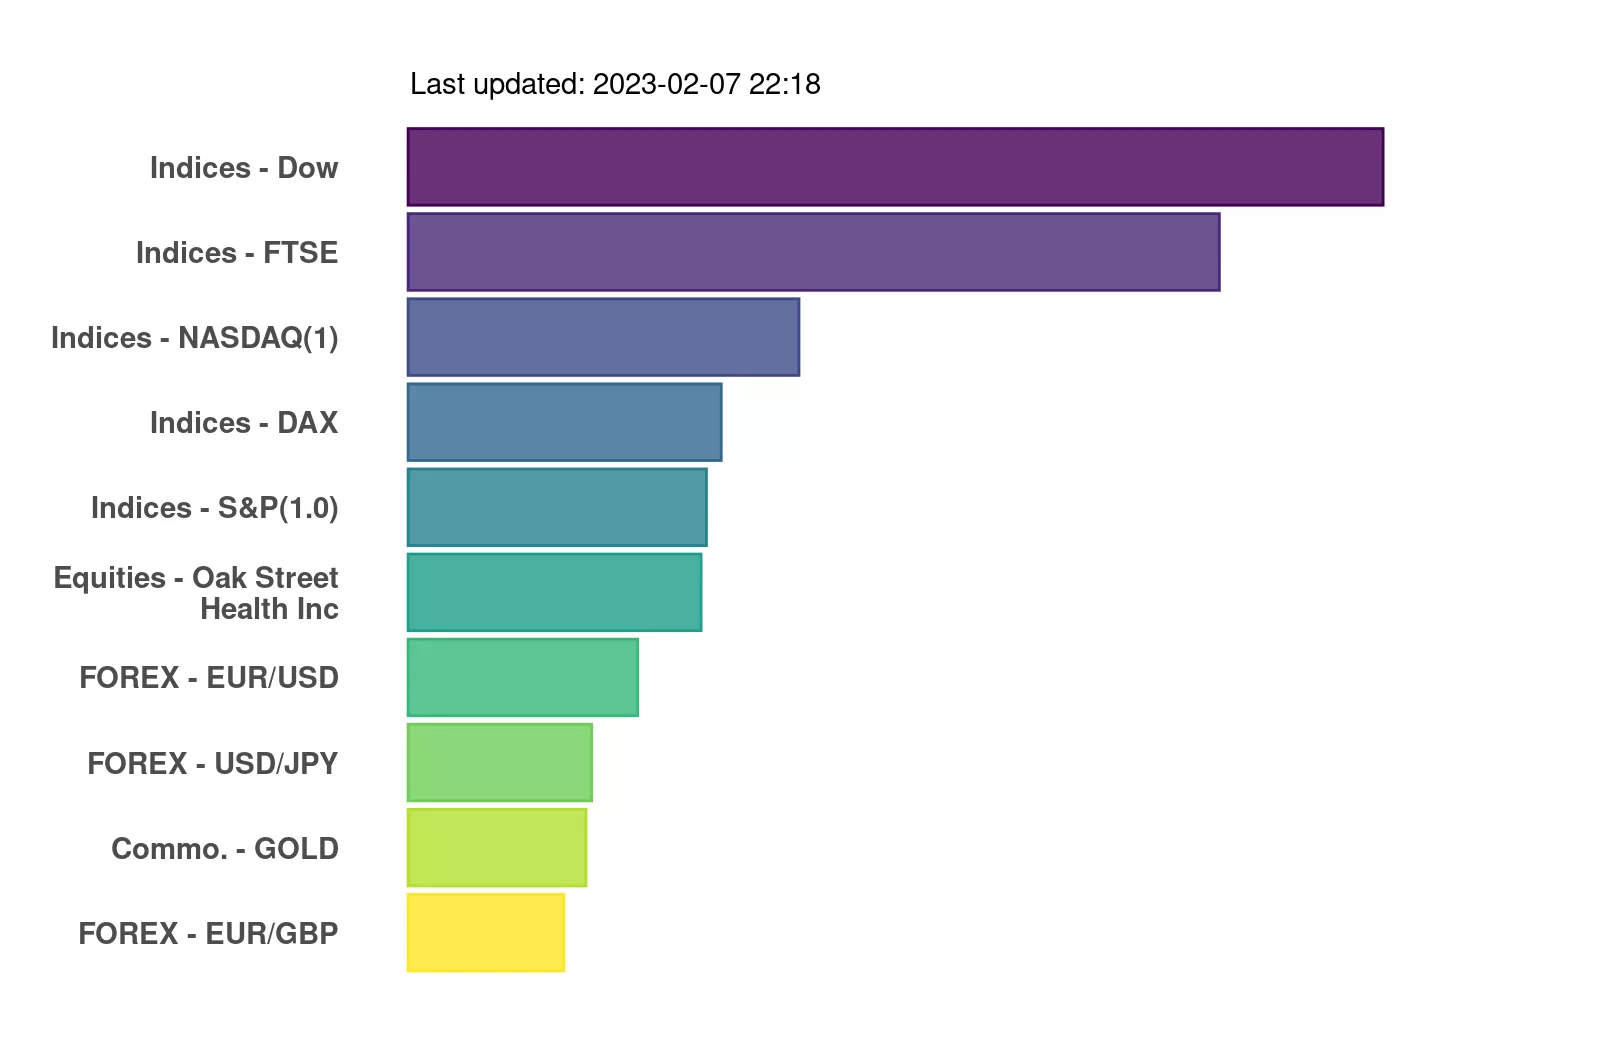 Last updated: 2023-02-07 22:18
Indices - Dow
Indices - FTSE
Indices - NASDAQ(1)
Indices - DAX
Indices - S&P(1.0)
Equities - Oak Street
Health Inc
FOREX - EUR/USD
FOREX - USD/JPY
Commo. - GOLD
FOREX - EUR/GBP